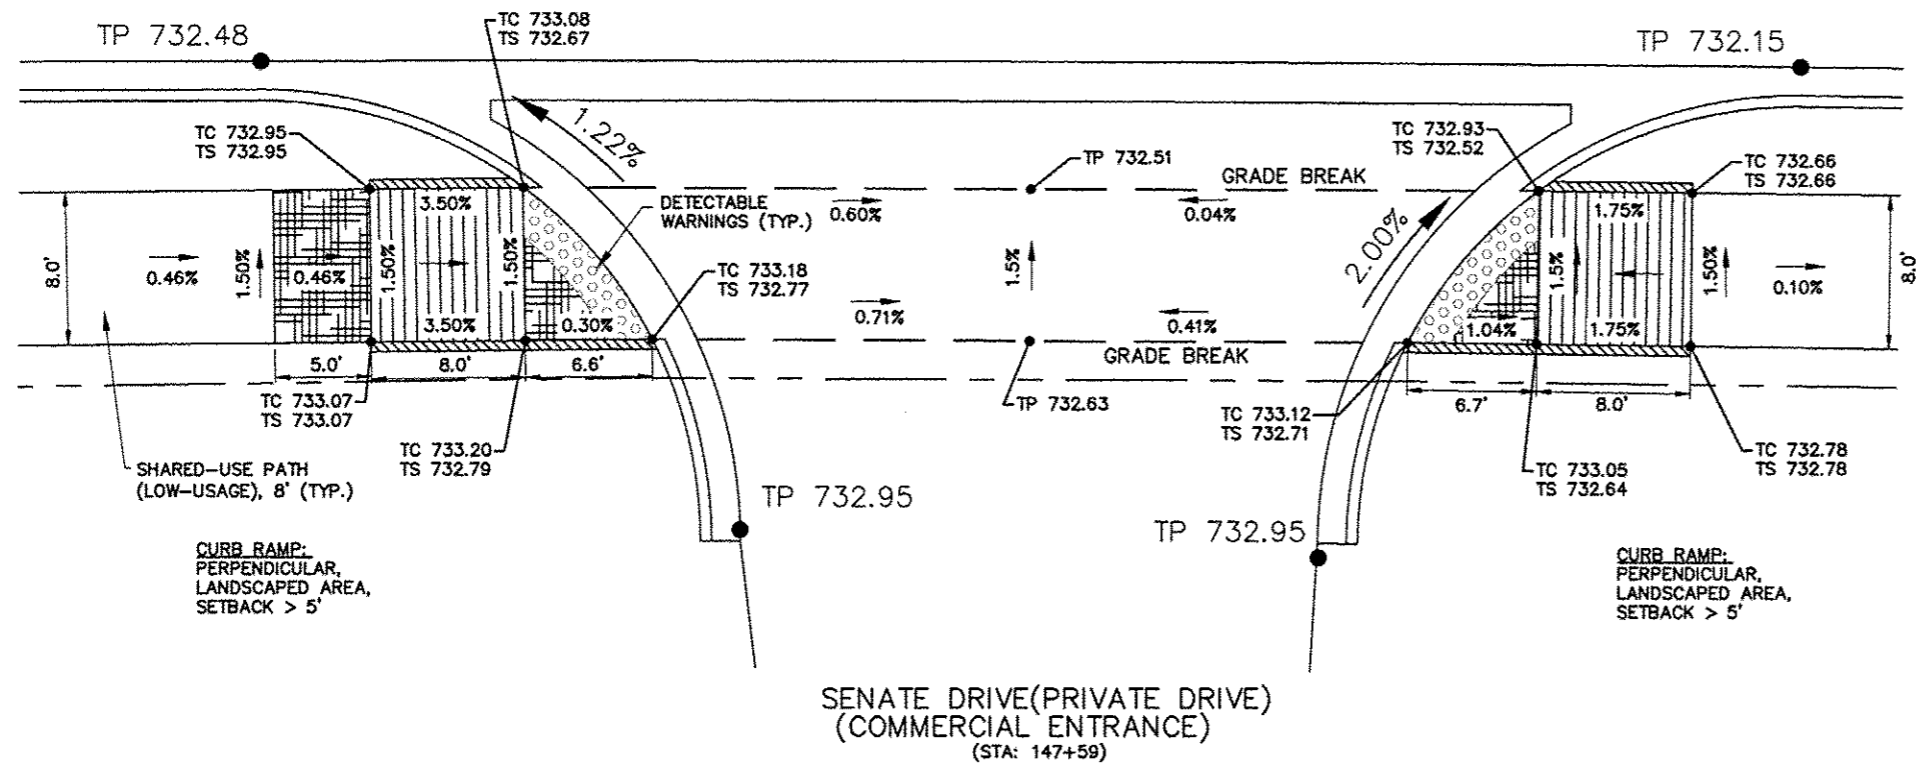 TP 732.48
TC 733.08
TS 732.67
TP 732.15
1.22%
TC 732.95
TS 732.95
TC 732.93
TS 732.52
TP 732.51
GRADE BREAK
TC 732.66
TS 732.66
3.50%
DETECTABLE
WARNINGS (TYP.)
0.60%
0.04%
1.75%
8.0'
0.46%
1.50%
0.46%
1.50%
1.50%
TC 733.18
TS 732.77
1.5%
2.00%
1.5%
1.50%
0.10%
8.0'
0.71%
0.41%
3.50%
0.30%
1.04%
1.75%
GRADE BREAK
5.0'
8.0'
6.6'
TC 733.07
TS 733.07
TP 732.63
TC 733.12
TS 732.71
6.7'
8.0'
TC 733.20
TS 732.79
TC 733.05
TS 732.64
TC 732.78
TS 732.78
SHARED-USE PATH
(LOW-USAGE), 8' (TYP.)
TP 732.95
TP 732.95
CURB RAMP:
PERPENDICULAR,
LANDSCAPED AREA,
SETBACK > 5'
CURB RAMP:
PERPENDICULAR,
LANDSCAPED AREA,
SETBACK > 5'
SENATE DRIVE(PRIVATE DRIVE)
(COMMERCIAL ENTRANCE)
(STA: 147+59)